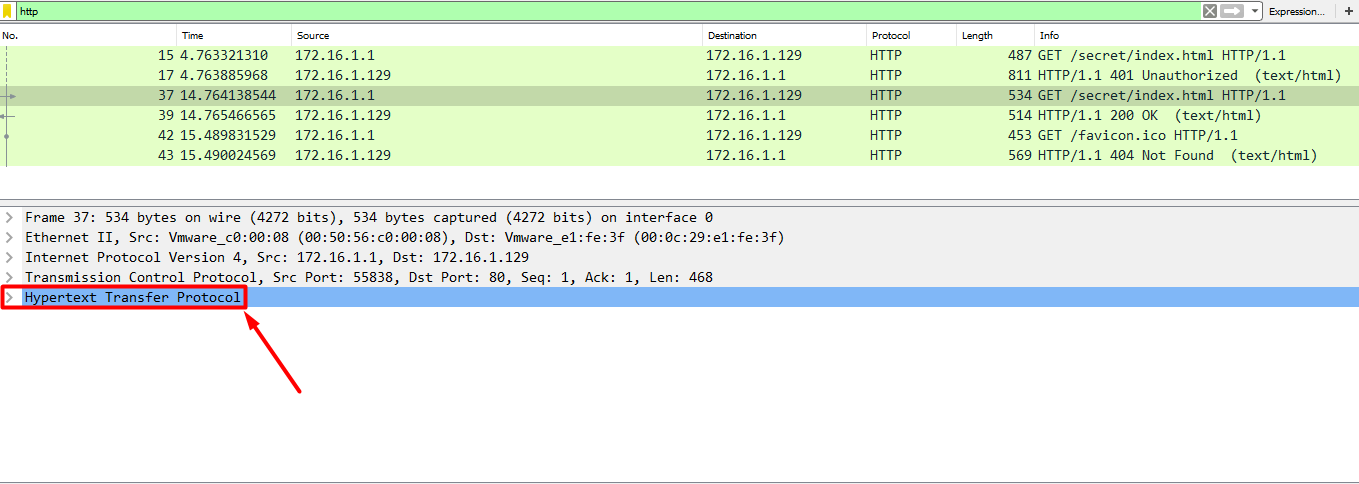 http Expression... +
No. Time Source Destination Protocol Length Info
15 4.763321310 172.16.1.1 172.16.1.129 HTTP 487 GET /secret/index.html HTTP/1.1
17 4.763885968 172.16.1.129 172.16.1.1 HTTP 811 HTTP/1.1 401 Unauthorized (text/html)
37 14.764138544 172.16.1.1 172.16.1.129 HTTP 534 GET /secret/index.html HTTP/1.1
39 14.765466565 172.16.1.129 172.16.1.1 HTTP 514 HTTP/1.1 200 OK (text/html)
42 15.489831529 172.16.1.1 172.16.1.129 HTTP 453 GET /favicon.ico HTTP/1.1
43 15.490024569 172.16.1.129 172.16.1.1 HTTP 569 HTTP/1.1 404 Not Found (text/html)
Frame 37: 534 bytes on wire (4272 bits), 534 bytes captured (4272 bits) on interface 0
Ethernet II, Src: Vmware_c0:00:08 (00:50:56:c0:00:08), Dst: Vmware_e1:fe:3f (00:0c:29:e1:fe:3f)
Internet Protocol Version 4, Src: 172.16.1.1, Dst: 172.16.1.129
Transmission Control Protocol, Src Port: 55838, Dst Port: 80, Seq: 1, Ack: 1, Len: 468
Hypertext Transfer Protocol